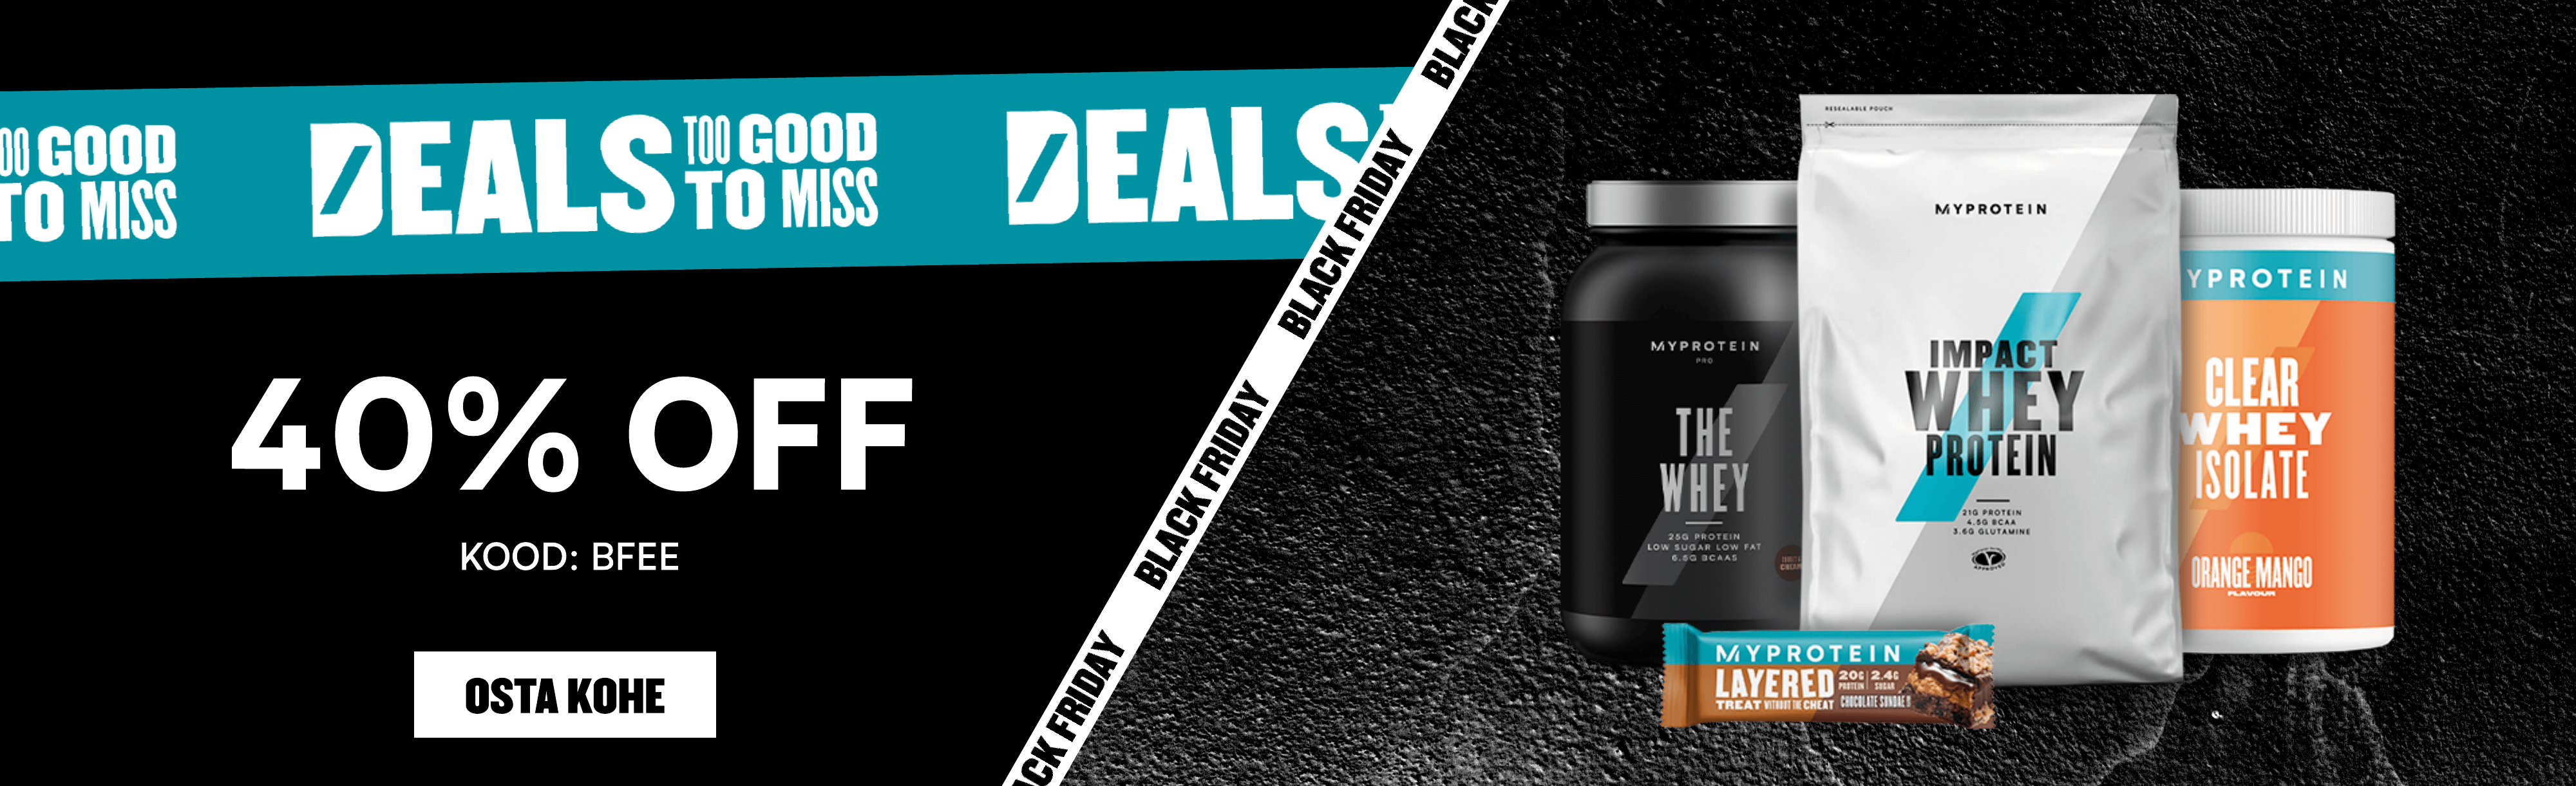 TOO GOOD
TO MISS
DEALS TOO GOOD
TO MISS
DEALS
40% OFF
KOOD: BFEE
OSTA KOHE
BLACK
BLACK FRIDAY
BLACK FRIDAY
BLACK FRIDAY
MYPROTEIN
PRO
THE
WHEY
25G PROTEIN
LOW SUGAR LOW FAT
6.5G BCAAS
RESEALABLE POUCH
MYPROTEIN
IMPACT
WHEY
PROTEIN
21G PROTEIN
4.5G BCAA
3.6G GLUTAMINE
APPROVED
YPROTEIN
CLEAR
WHEY
ISOLATE
ORANGE MANGO
FLAVOUR
MYPROTEIN
LAYERED
TREAT WITHOUT THE CHEAT
20G PROTEIN
2.4G SUGAR
CHOCOLATE SUNDAE